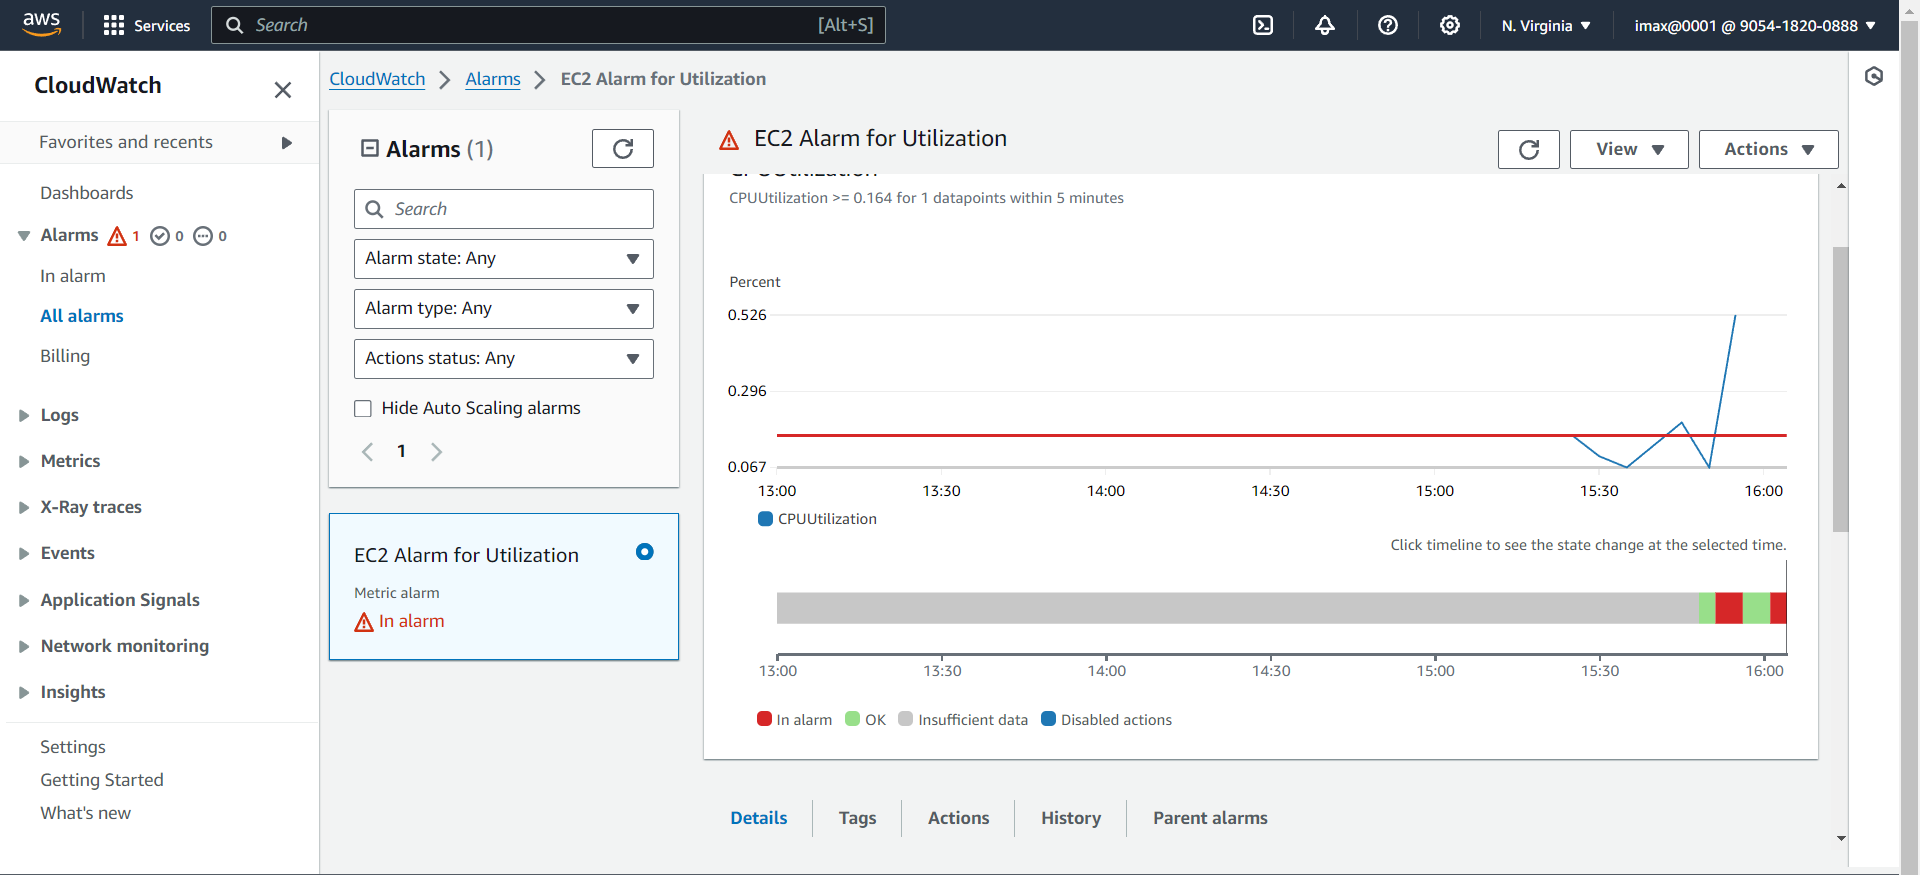 aws
Services
Search
[Alt+S]
N. Virginia
imax@0001 @ 9054-1820-0888
CloudWatch
Favorites and recents
Dashboards
Alarms 1 0 0
In alarm
All alarms
Billing
Logs
Metrics
X-Ray traces
Events
Application Signals
Network monitoring
Insights
Settings
Getting Started
What's new
CloudWatch > Alarms > EC2 Alarm for Utilization
Alarms (1)
Search
Alarm state: Any
Alarm type: Any
Actions status: Any
Hide Auto Scaling alarms
1
EC2 Alarm for Utilization
Metric alarm
In alarm
EC2 Alarm for Utilization
View
Actions
CPUUtilization
CPUUtilization >= 0.164 for 1 datapoints within 5 minutes
Percent
0.526
0.296
0.067
13:00 13:30 14:00 14:30 15:00 15:30 16:00
CPUUtilization
Click timeline to see the state change at the selected time.
13:00 13:30 14:00 14:30 15:00 15:30 16:00
In alarm OK Insufficient data Disabled actions
Details Tags Actions History Parent alarms